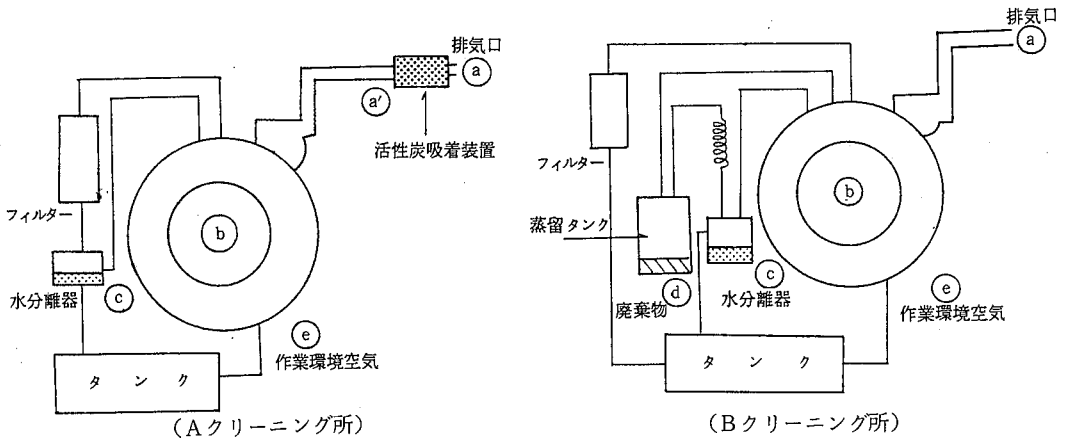 排気口
a
a′
活性炭吸着装置
フィルター
b
水分離器
c
e
作業環境空気
タンク
(Aクリーニング所)
排気口
a
フィルター
b
蒸留タンク
c
水分離器
d
廃棄物
e
作業環境空気
タンク
(Bクリーニング所)